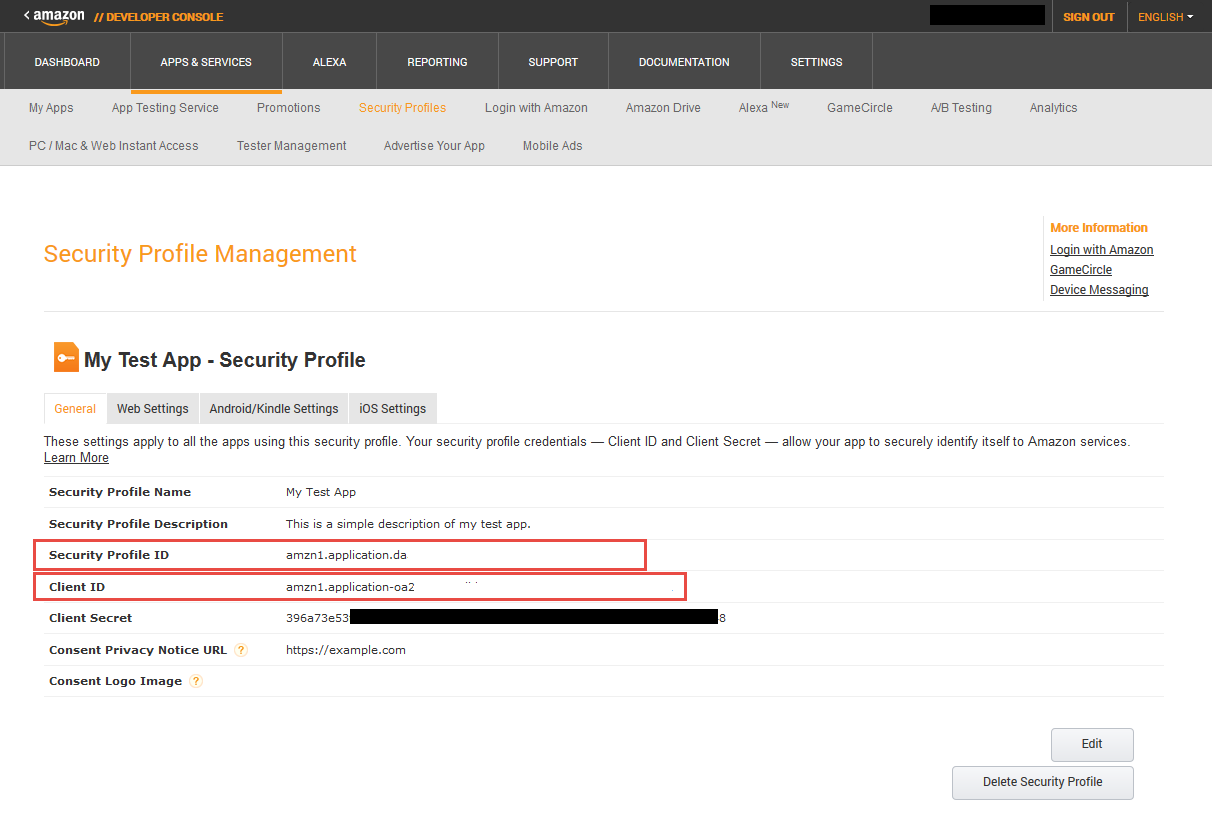 amazon // DEVELOPER CONSOLE
SIGN OUT
ENGLISH
DASHBOARD APPS & SERVICES ALEXA REPORTING SUPPORT DOCUMENTATION SETTINGS
My Apps App Testing Service Promotions Security Profiles Login with Amazon Amazon Drive Alexa New GameCircle A/B Testing Analytics
PC / Mac & Web Instant Access Tester Management Advertise Your App Mobile Ads
Security Profile Management
More Information
Login with Amazon
GameCircle
Device Messaging
My Test App - Security Profile
General Web Settings Android/Kindle Settings iOS Settings
These settings apply to all the apps using this security profile. Your security profile credentials — Client ID and Client Secret — allow your app to securely identify itself to Amazon services.
Learn More
Security Profile Name My Test App
Security Profile Description This is a simple description of my test app.
Security Profile ID amzn1.application.da
Client ID amzn1.application-oa2
Client Secret 396a73e53 8
Consent Privacy Notice URL ? https://example.com
Consent Logo Image ?
Edit
Delete Security Profile